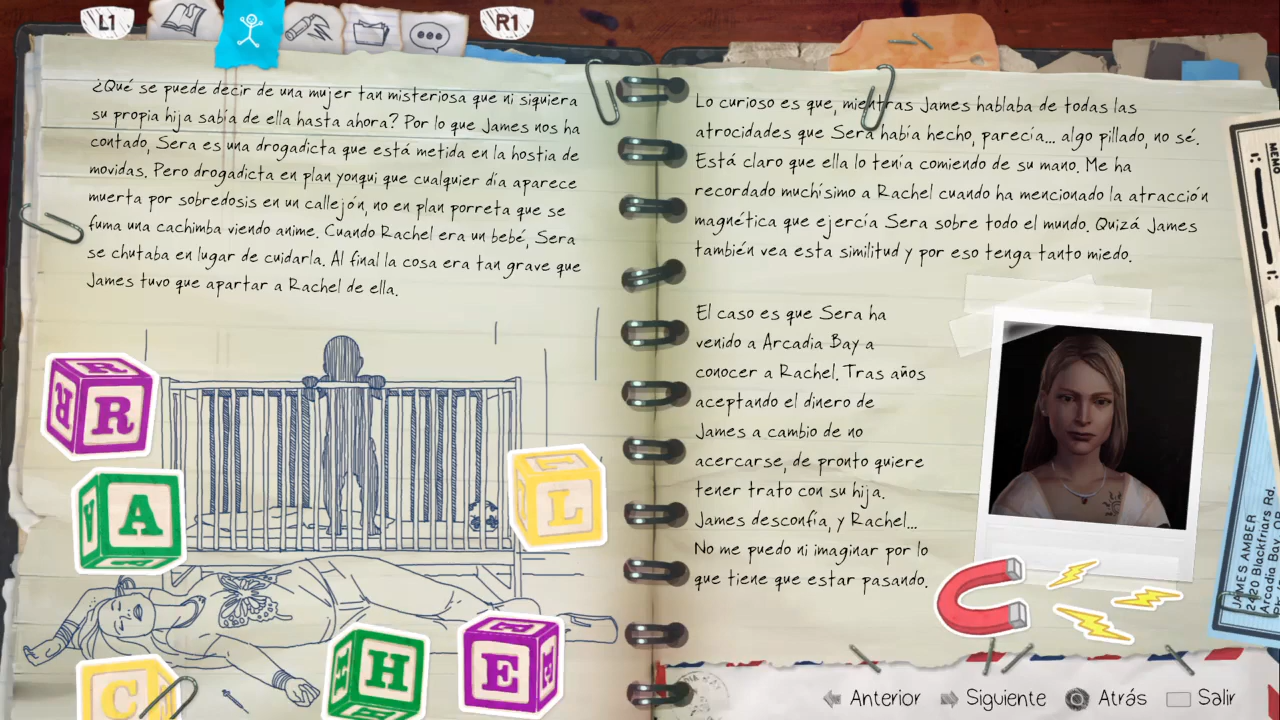 L1
R1
¿Qué se puede decir de una mujer tan misteriosa que ni siquiera
su propia hija sabía de ella hasta ahora? Por lo que James nos ha
contado, Sera es una drogadicta que está metida en la hostia de
movidas. Pero drogadicta en plan yonqui que cualquier día aparece
muerta por sobredosis en un callejón, no en plan porreta que se
fuma una cachimba viendo anime. Cuando Rachel era un bebé, Sera
se chutaba en lugar de cuidarla. Al final la cosa era tan grave que
James tuvo que apartar a Rachel de ella.
R
A
L
C
H
E
Lo curioso es que, mientras James hablaba de todas las
atrocidades que Sera había hecho, parecía... algo pillado, no sé.
Está claro que ella lo tenía comiendo de su mano. Me ha
recordado muchísimo a Rachel cuando ha mencionado la atracción
magnética que ejercía Sera sobre todo el mundo. Quizá James
también vea esta similitud y por eso tenga tanto miedo.
El caso es que Sera ha
venido a Arcadia Bay a
conocer a Rachel. Tras años
aceptando el dinero de
James a cambio de no
acercarse, de pronto quiere
tener trato con su hija.
James desconfía, y Rachel...
No me puedo ni imaginar por lo
que tiene que estar pasando.
MEMO
JAMES AMBER
2420 Blackfriars Rd.
Arcadia Bay,
Anterior
Siguiente
Atrás
Salir